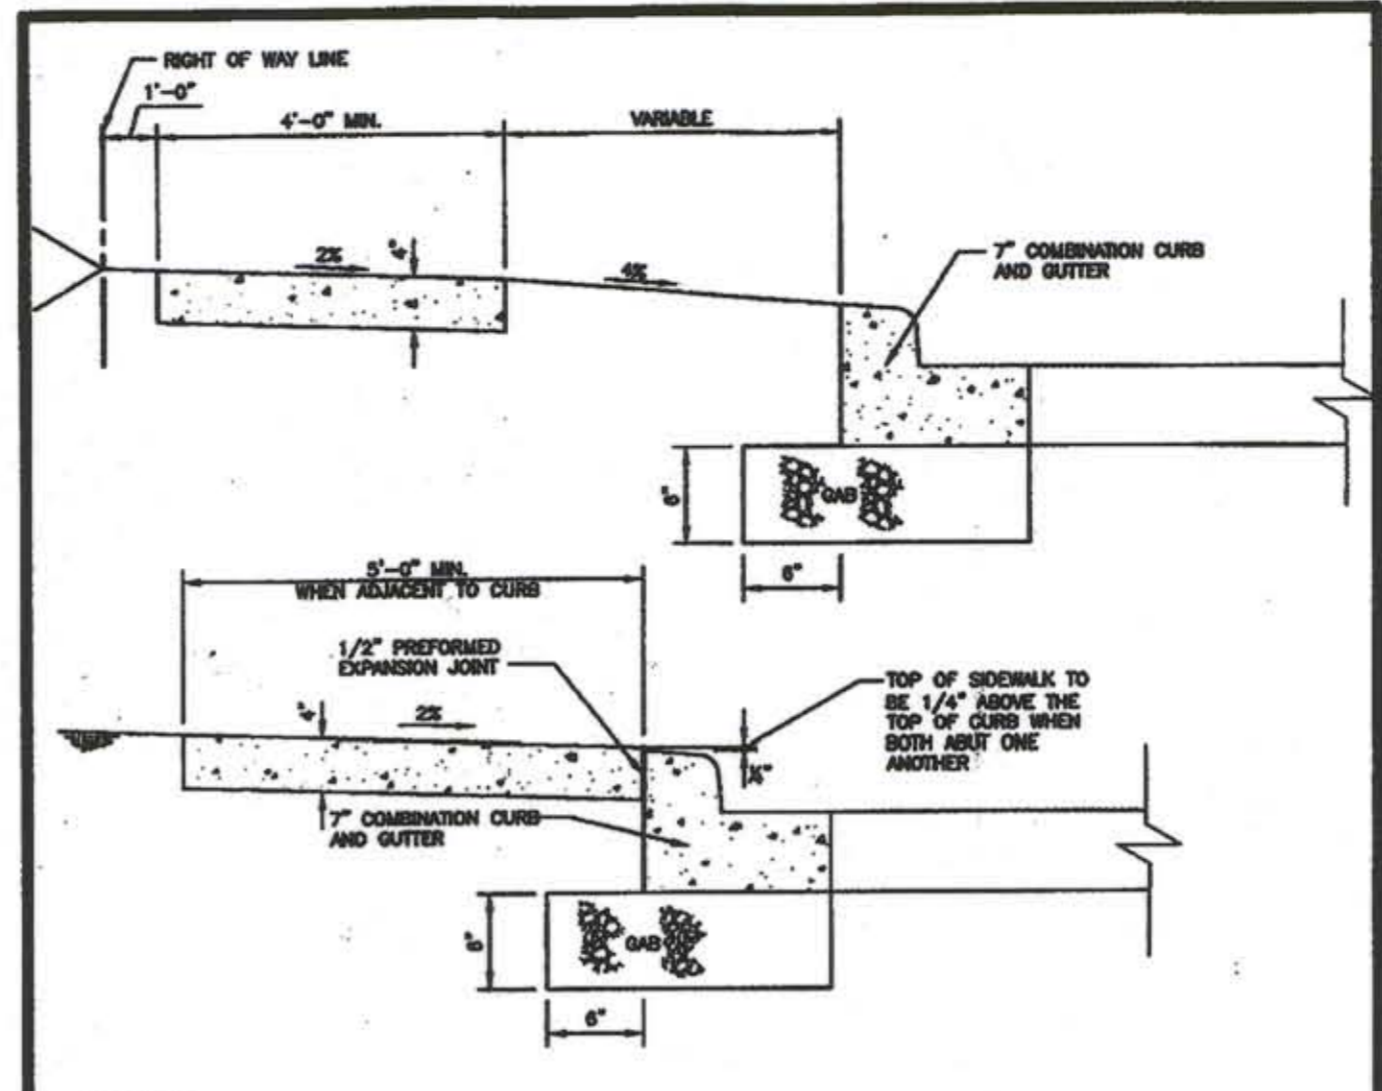 RIGHT OF WAY LINE
1'-0"
4'-0" MIN.
VARIABLE
2%
4"
4%
7" COMBINATION CURB
AND GUTTER
6"
GAB
6"
5'-0" MIN.
WHEN ADJACENT TO CURB
1/2" PREFORMED
EXPANSION JOINT
TOP OF SIDEWALK TO
BE 1/4" ABOVE THE
TOP OF CURB WHEN
BOTH ABUT ONE
ANOTHER
4"
2%
¼"
7" COMBINATION CURB
AND GUTTER
6"
GAB
6"